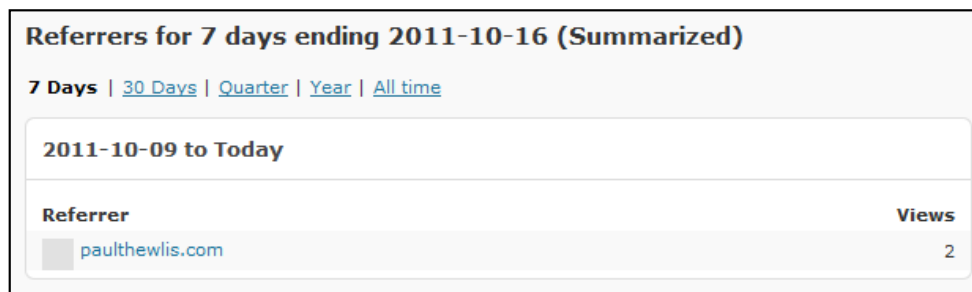 Referrers for 7 days ending 2011-10-16 (Summarized)
7 Days | 30 Days | Quarter | Year | All time
2011-10-09 to Today
Referrer Views
paulthewlis.com 2